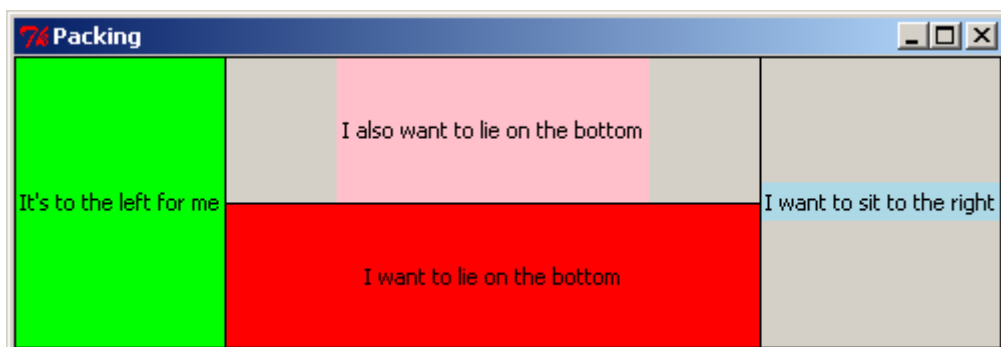 Packing
I also want to lie on the bottom
It's to the left for me
I want to sit to the right
I want to lie on the bottom